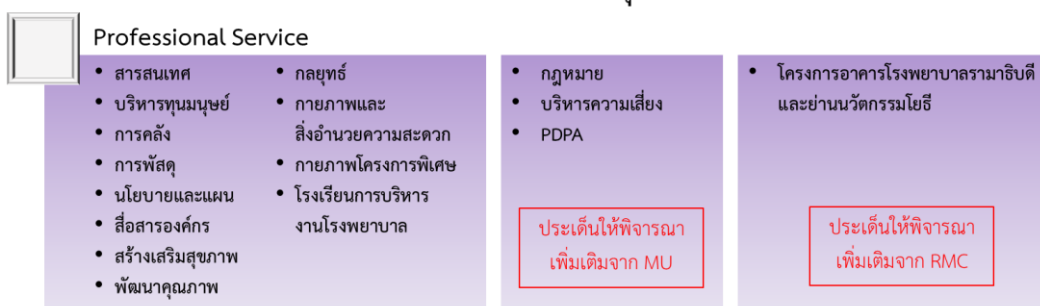 Professional Service
• สารสนเทศ
• บริหารทุนมนุษย์
• การคลัง
• การพัสดุ
• นโยบายและแผน
• สื่อสารองค์กร
• สร้างเสริมสุขภาพ
• พัฒนาคุณภาพ
• กลยุทธ์
• กายภาพและ
สิ่งอำนวยความสะดวก
• กายภาพโครงการพิเศษ
• โรงเรียนการบริหาร
งานโรงพยาบาล
• กฎหมาย
• บริหารความเสี่ยง
• PDPA
ประเด็นให้พิจารณา
เพิ่มเติมจาก MU
• โครงการอาคารโรงพยาบาลรามาธิบดี
และย่านนวัตกรรมโยธี
ประเด็นให้พิจารณา
เพิ่มเติมจาก RMC